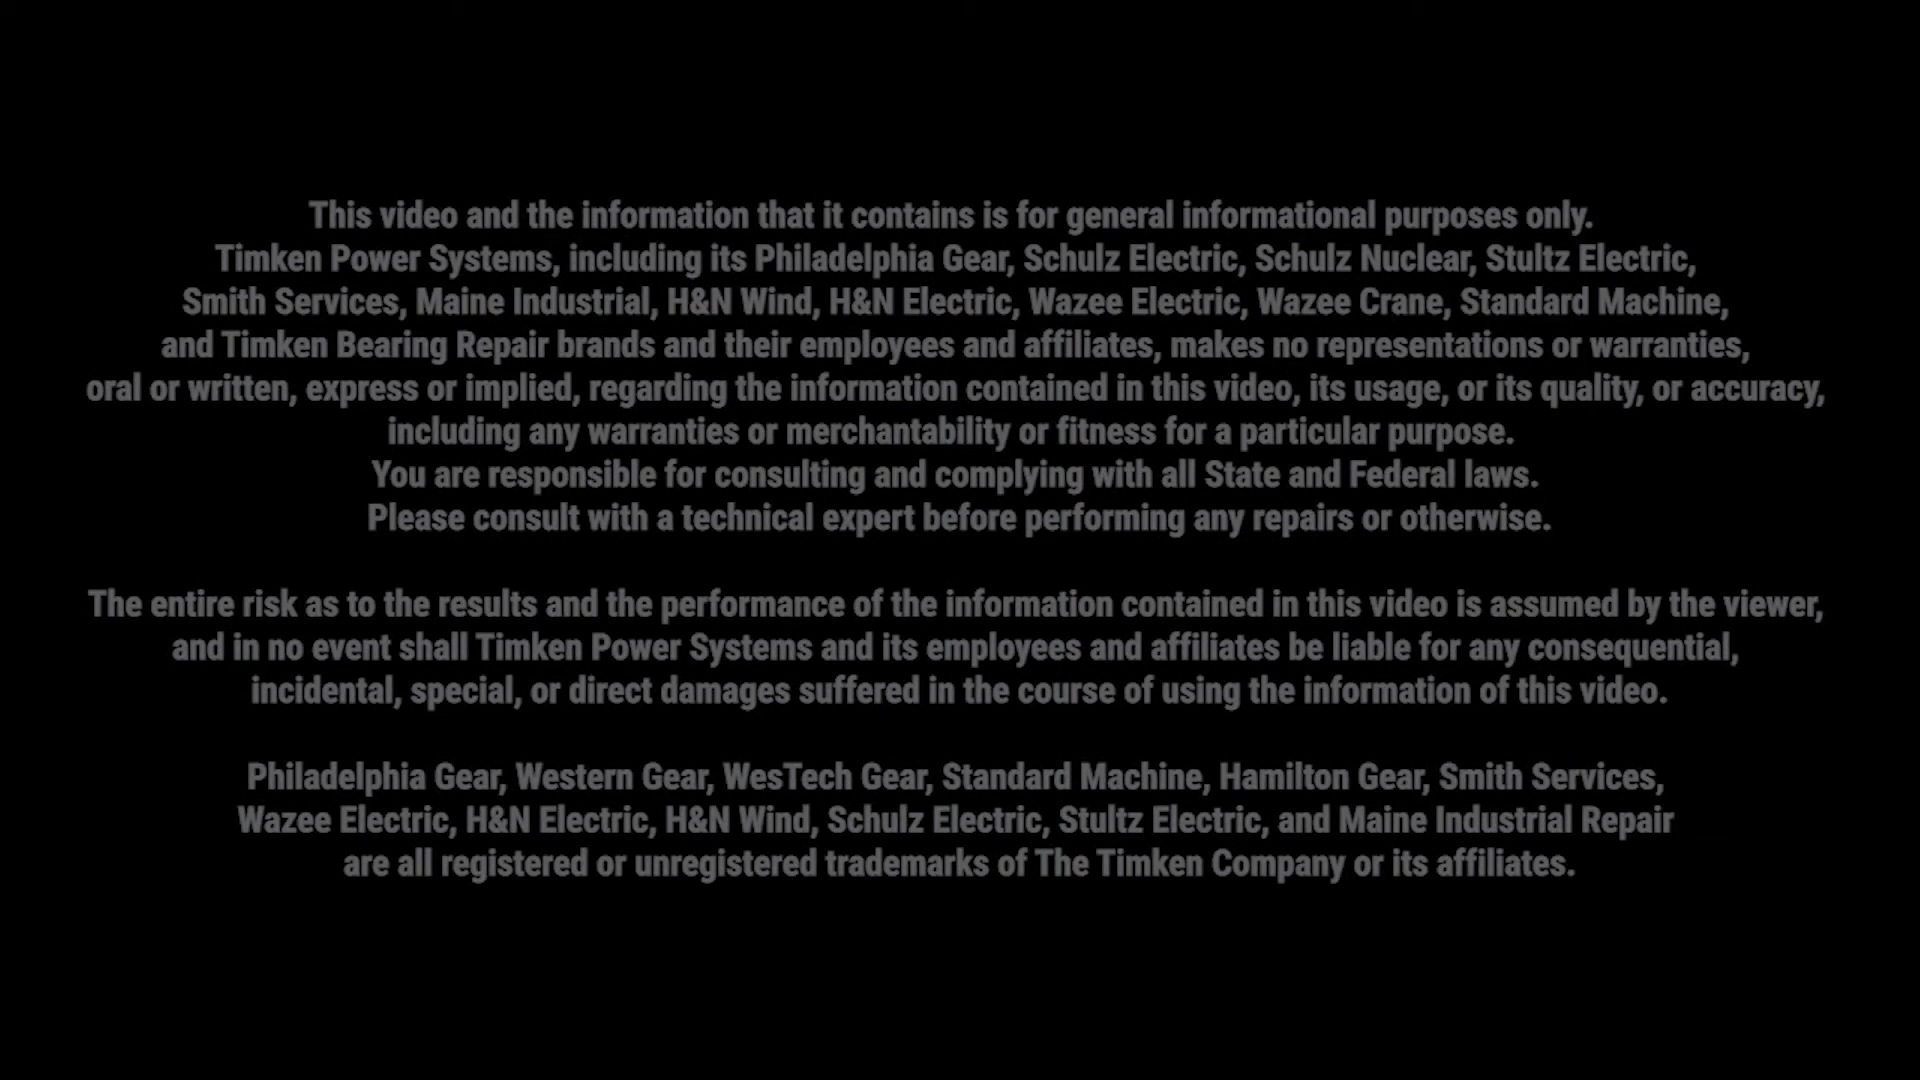 This video and the information that it contains is for general informational purposes only.
Timken Power Systems, including its Philadelphia Gear, Schulz Electric, Schulz Nuclear, Stultz Electric,
Smith Services, Maine Industrial, H&N Wind, H&N Electric, Wazee Electric, Wazee Crane, Standard Machine,
and Timken Bearing Repair brands and their employees and affiliates, makes no representations or warranties,
oral or written, express or implied, regarding the information contained in this video, its usage, or its quality, or accuracy,
including any warranties or merchantability or fitness for a particular purpose.
You are responsible for consulting and complying with all State and Federal laws.
Please consult with a technical expert before performing any repairs or otherwise.
The entire risk as to the results and the performance of the information contained in this video is assumed by the viewer,
and in no event shall Timken Power Systems and its employees and affiliates be liable for any consequential,
incidental, special, or direct damages suffered in the course of using the information of this video.
Philadelphia Gear, Western Gear, WesTech Gear, Standard Machine, Hamilton Gear, Smith Services,
Wazee Electric, H&N Electric, H&N Wind, Schulz Electric, Stultz Electric, and Maine Industrial Repair
are all registered or unregistered trademarks of The Timken Company or its affiliates.